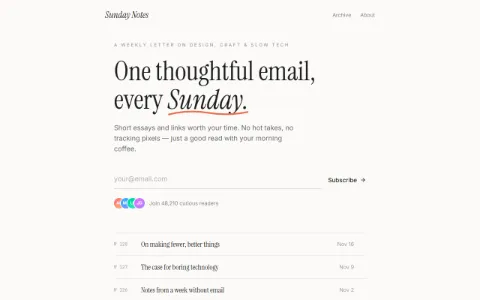 Sunday Notes
Archive About
A WEEKLY LETTER ON DESIGN, CRAFT & SLOW TECH
One thoughtful email,
every Sunday.
Short essays and links worth your time. No hot takes, no
tracking pixels — just a good read with your morning
coffee.
your@email.com
Subscribe →
Join 48,210 curious readers
On making fewer, better things Nov 16
The case for boring technology Nov 9
Notes from a week without email Nov 2